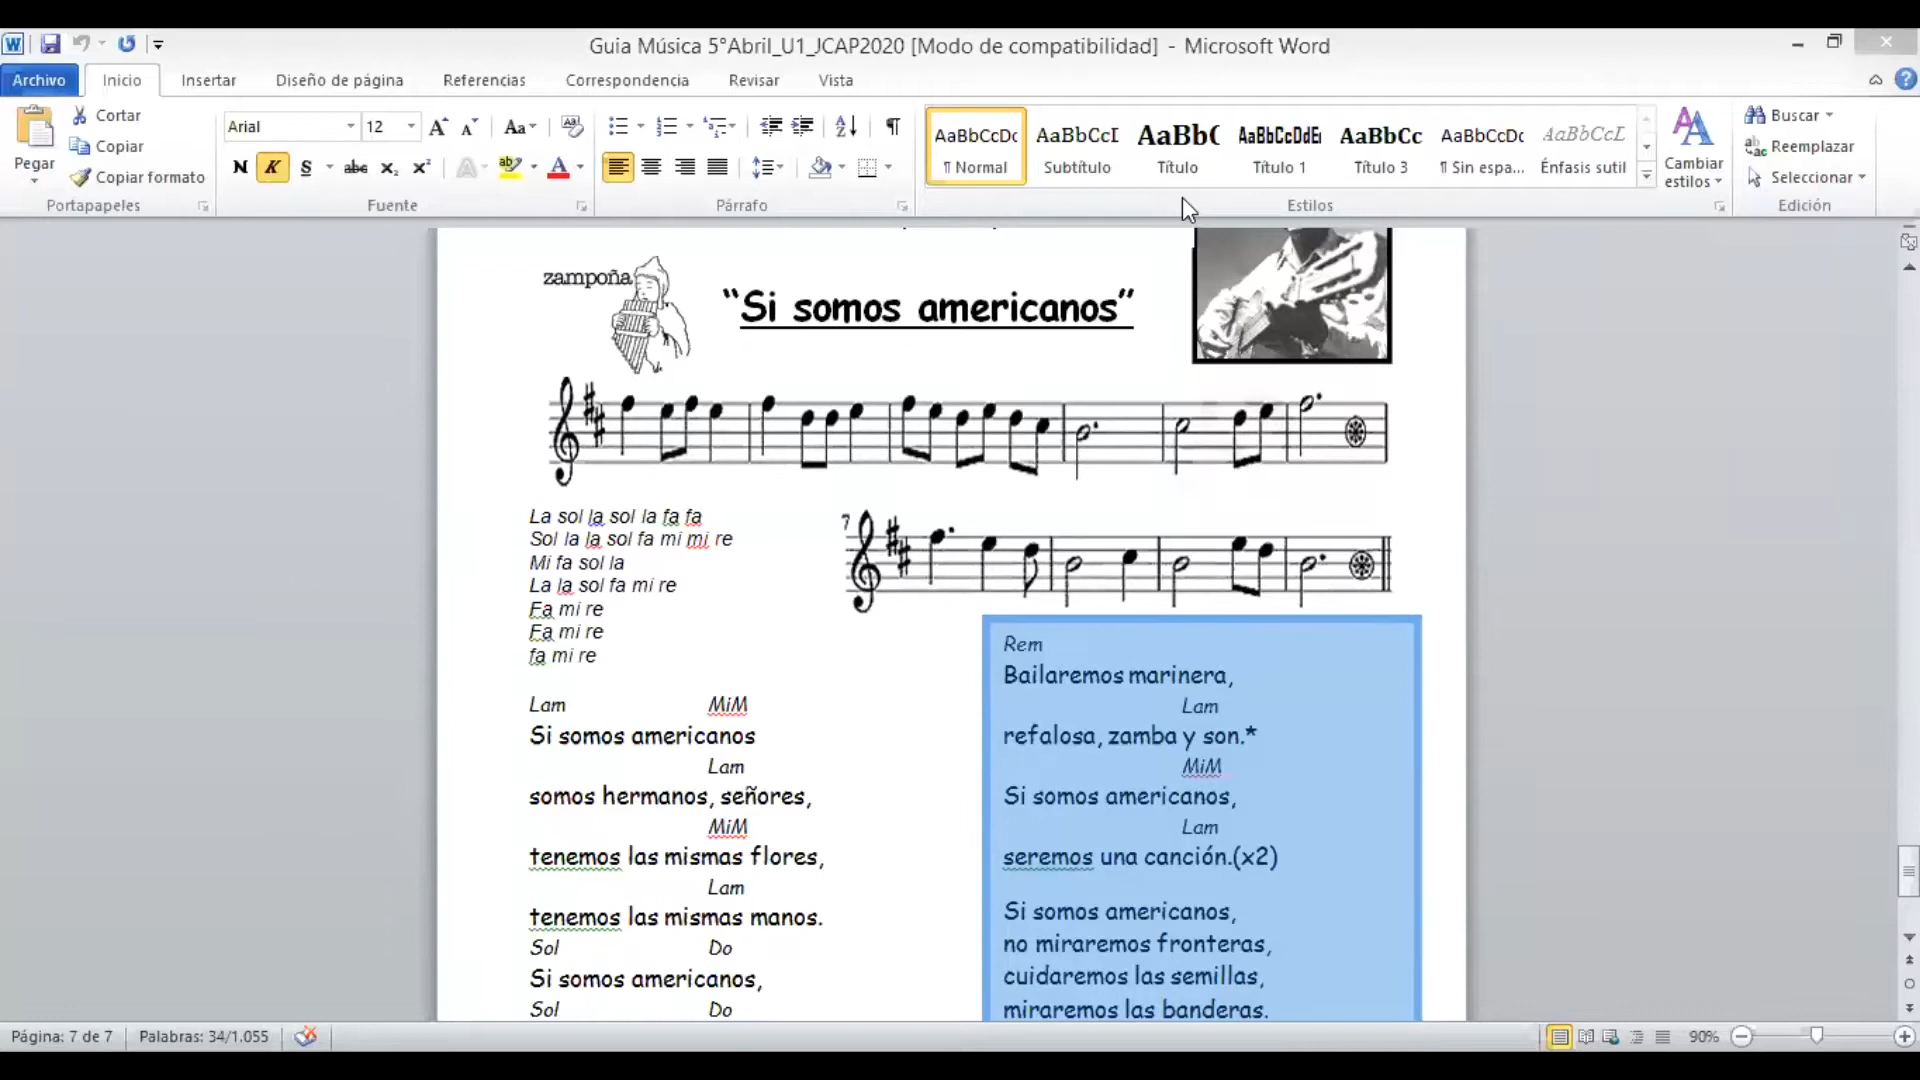 Guia Música 5°Abril_U1_JCAP2020 [Modo de compatibilidad] - Microsoft Word
Archivo Inicio Insertar Diseño de página Referencias Correspondencia Revisar Vista
Pegar
Cortar
Copiar
Copiar formato
Portapapeles
Arial 12
N K S abc x₂ x²
Fuente
Párrafo
AaBbCcDc AaBbCcI AaBbC AaBbCcDdE AaBbCc AaBbCcDc AaBbCcL
¶ Normal Subtítulo Título Título 1 Título 3 ¶ Sin espa... Énfasis sutil
Cambiar
estilos
Estilos
Buscar
Reemplazar
Seleccionar
Edición
zampoña
“Si somos americanos”
7
La sol la sol la fa fa
Sol la la sol fa mi mi re
Mi fa sol la
La la sol fa mi re
Fa mi re
Fa mi re
fa mi re
Lam MiM
Si somos americanos
Lam
somos hermanos, señores,
MiM
tenemos las mismas flores,
Lam
tenemos las mismas manos.
Sol Do
Si somos americanos,
Sol Do
Rem
Bailaremos marinera,
Lam
refalosa, zamba y son.*
MiM
Si somos americanos,
Lam
seremos una canción.(x2)
Si somos americanos,
no miraremos fronteras,
cuidaremos las semillas,
miraremos las banderas.
Página: 7 de 7 Palabras: 34/1.055 90%